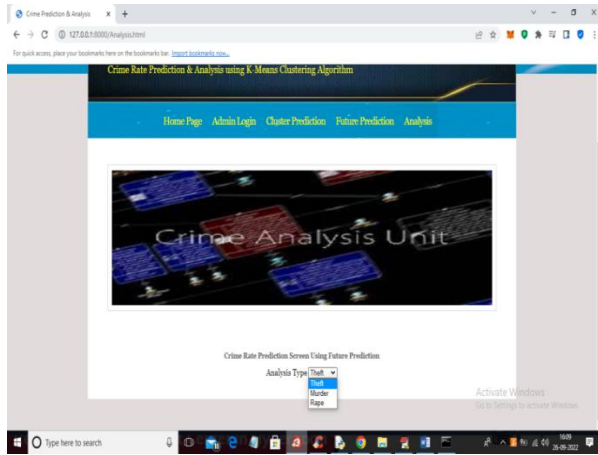 Crime Prediction & Analysis
127.0.0.1:8000/Analysis.html
For quick access, place your bookmarks here on the bookmarks bar. Import bookmarks now...
Crime Rate Prediction & Analysis using K-Means Clustering Algorithm
Home Page Admin Login Cluster Prediction Future Prediction Analysis
Crime Analysis Unit
Crime Rate Prediction Screen Using Future Prediction
Analysis Type Theft
Theft
Murder
Rape
Activate Windows
Go to Settings to activate Windows.
Type here to search
16:09
26-09-2022